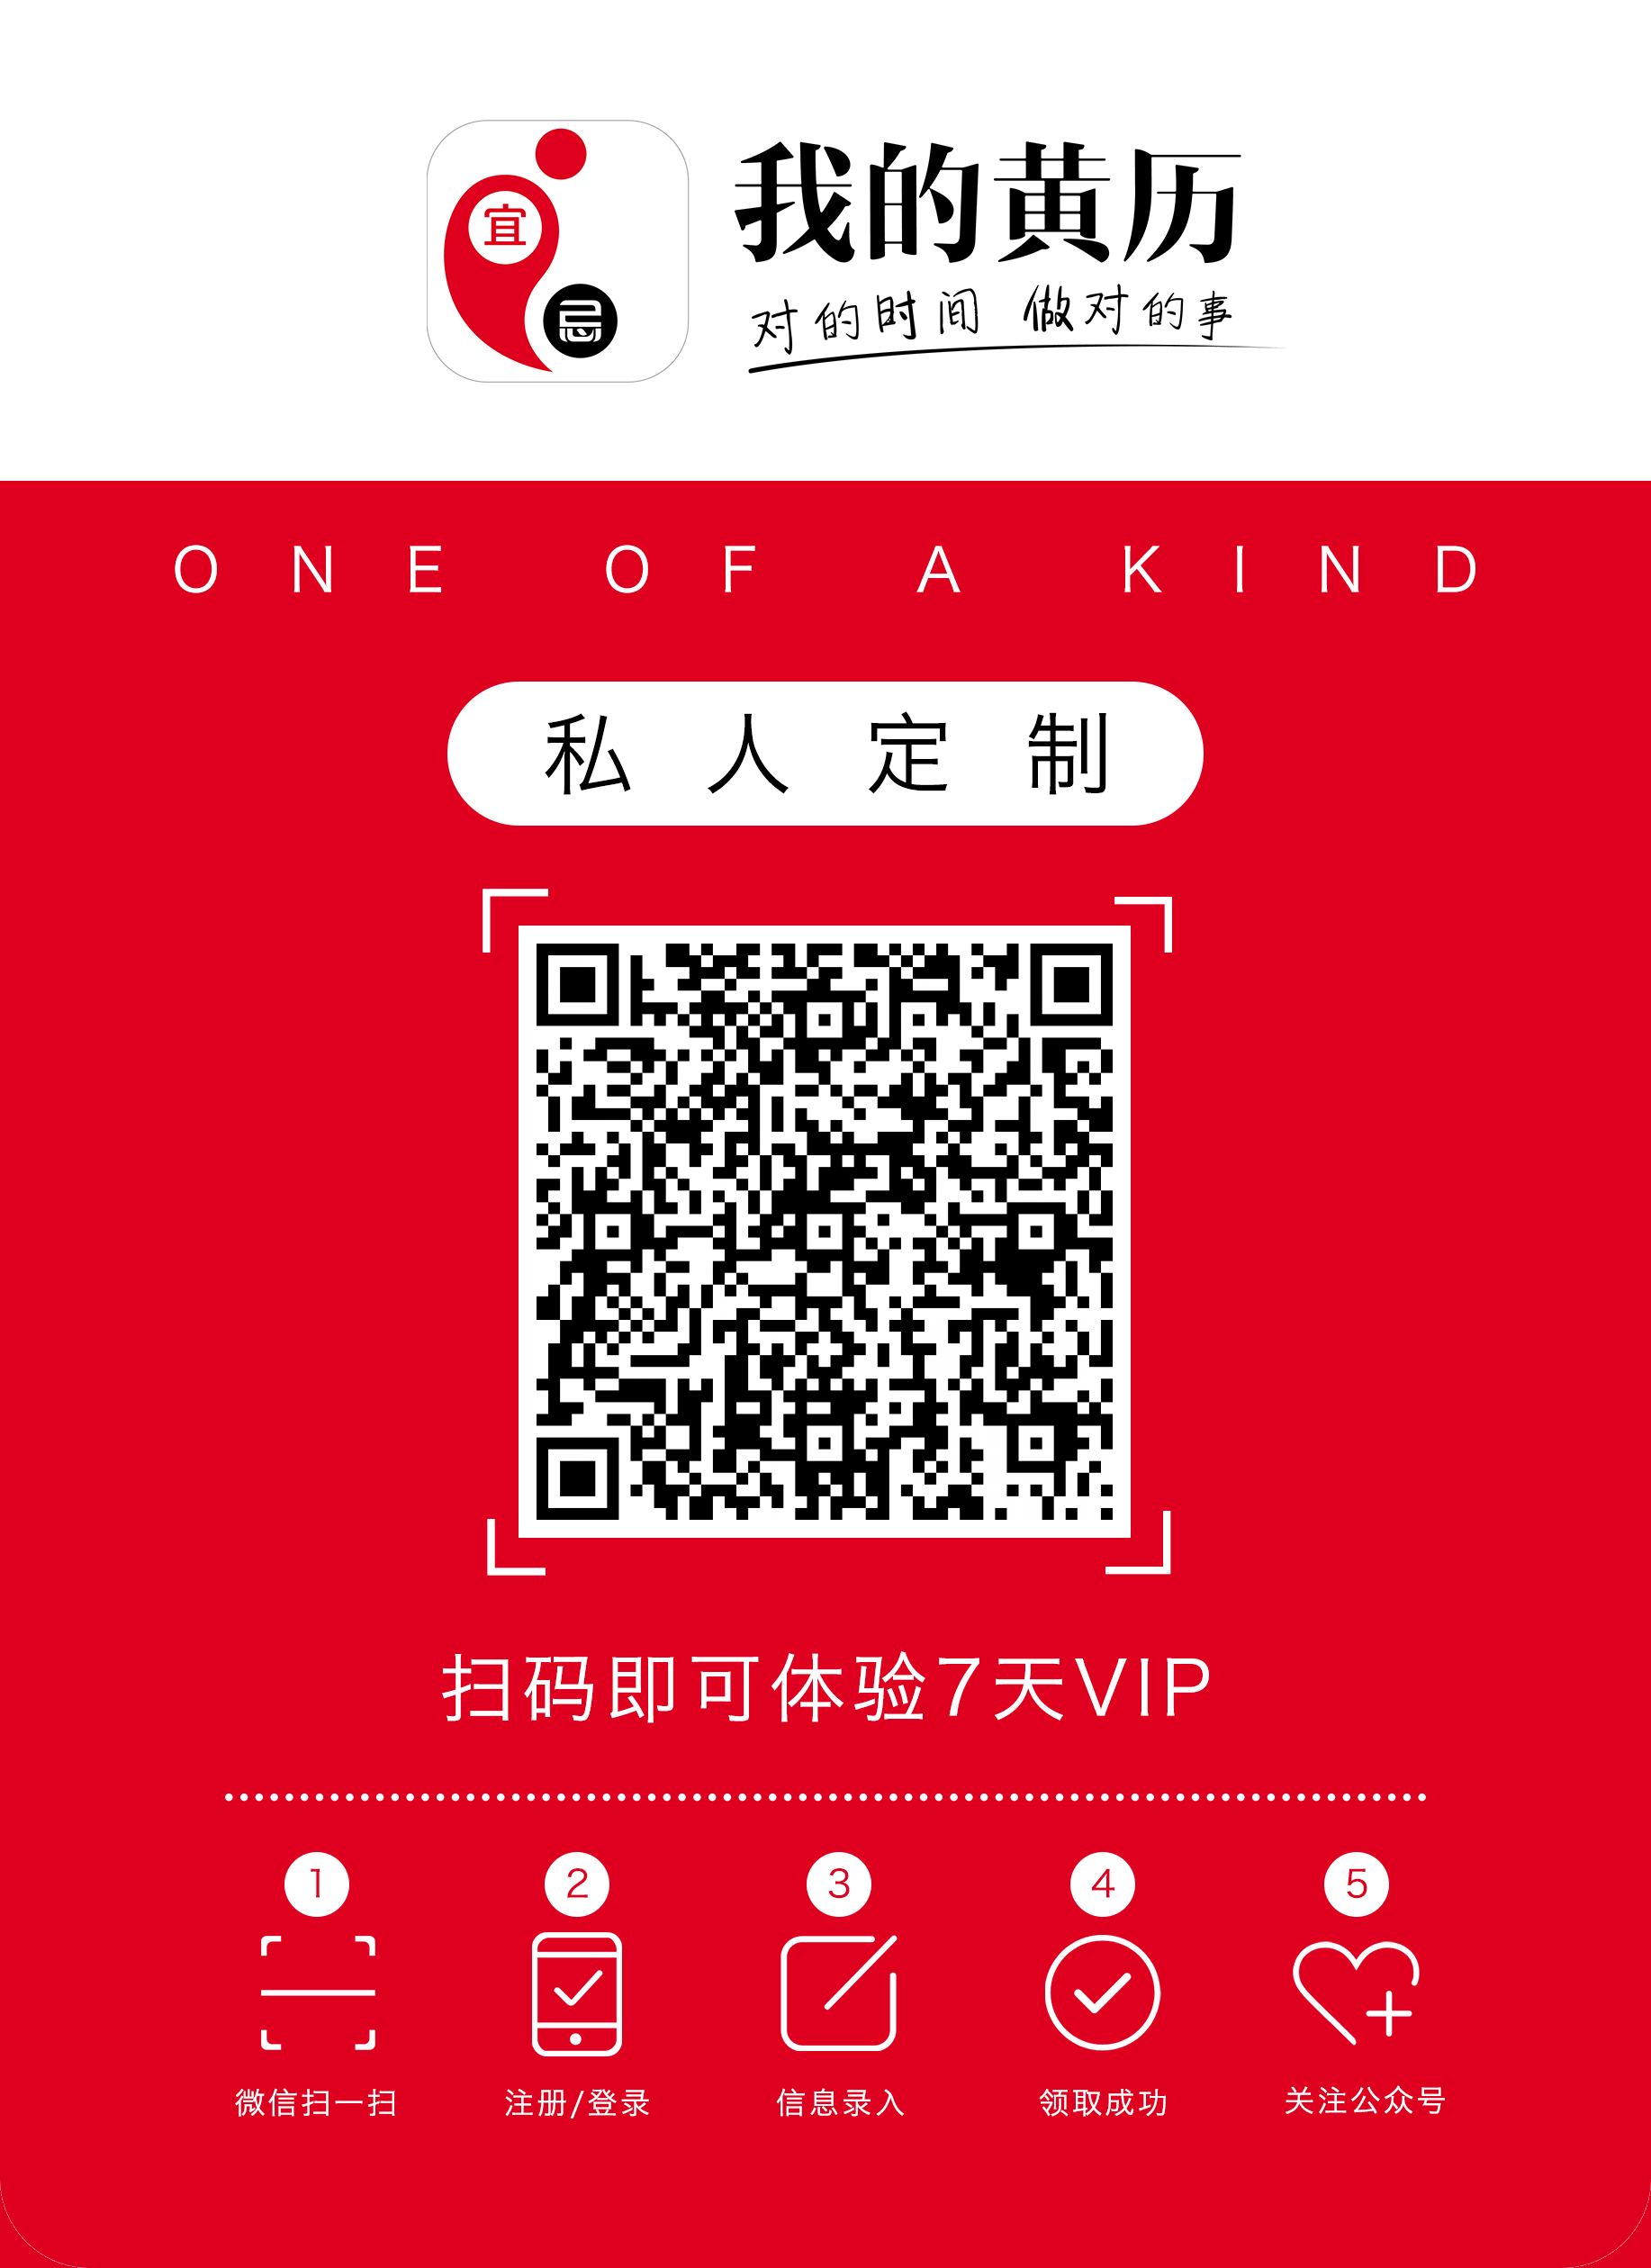 宜
忌
我的黄历
对的时间 做对的事
ONE OF A KIND
私人定制
扫码即可体验7天VIP
1
2
3
4
5
微信扫一扫
注册/登录
信息录入
领取成功
关注公众号